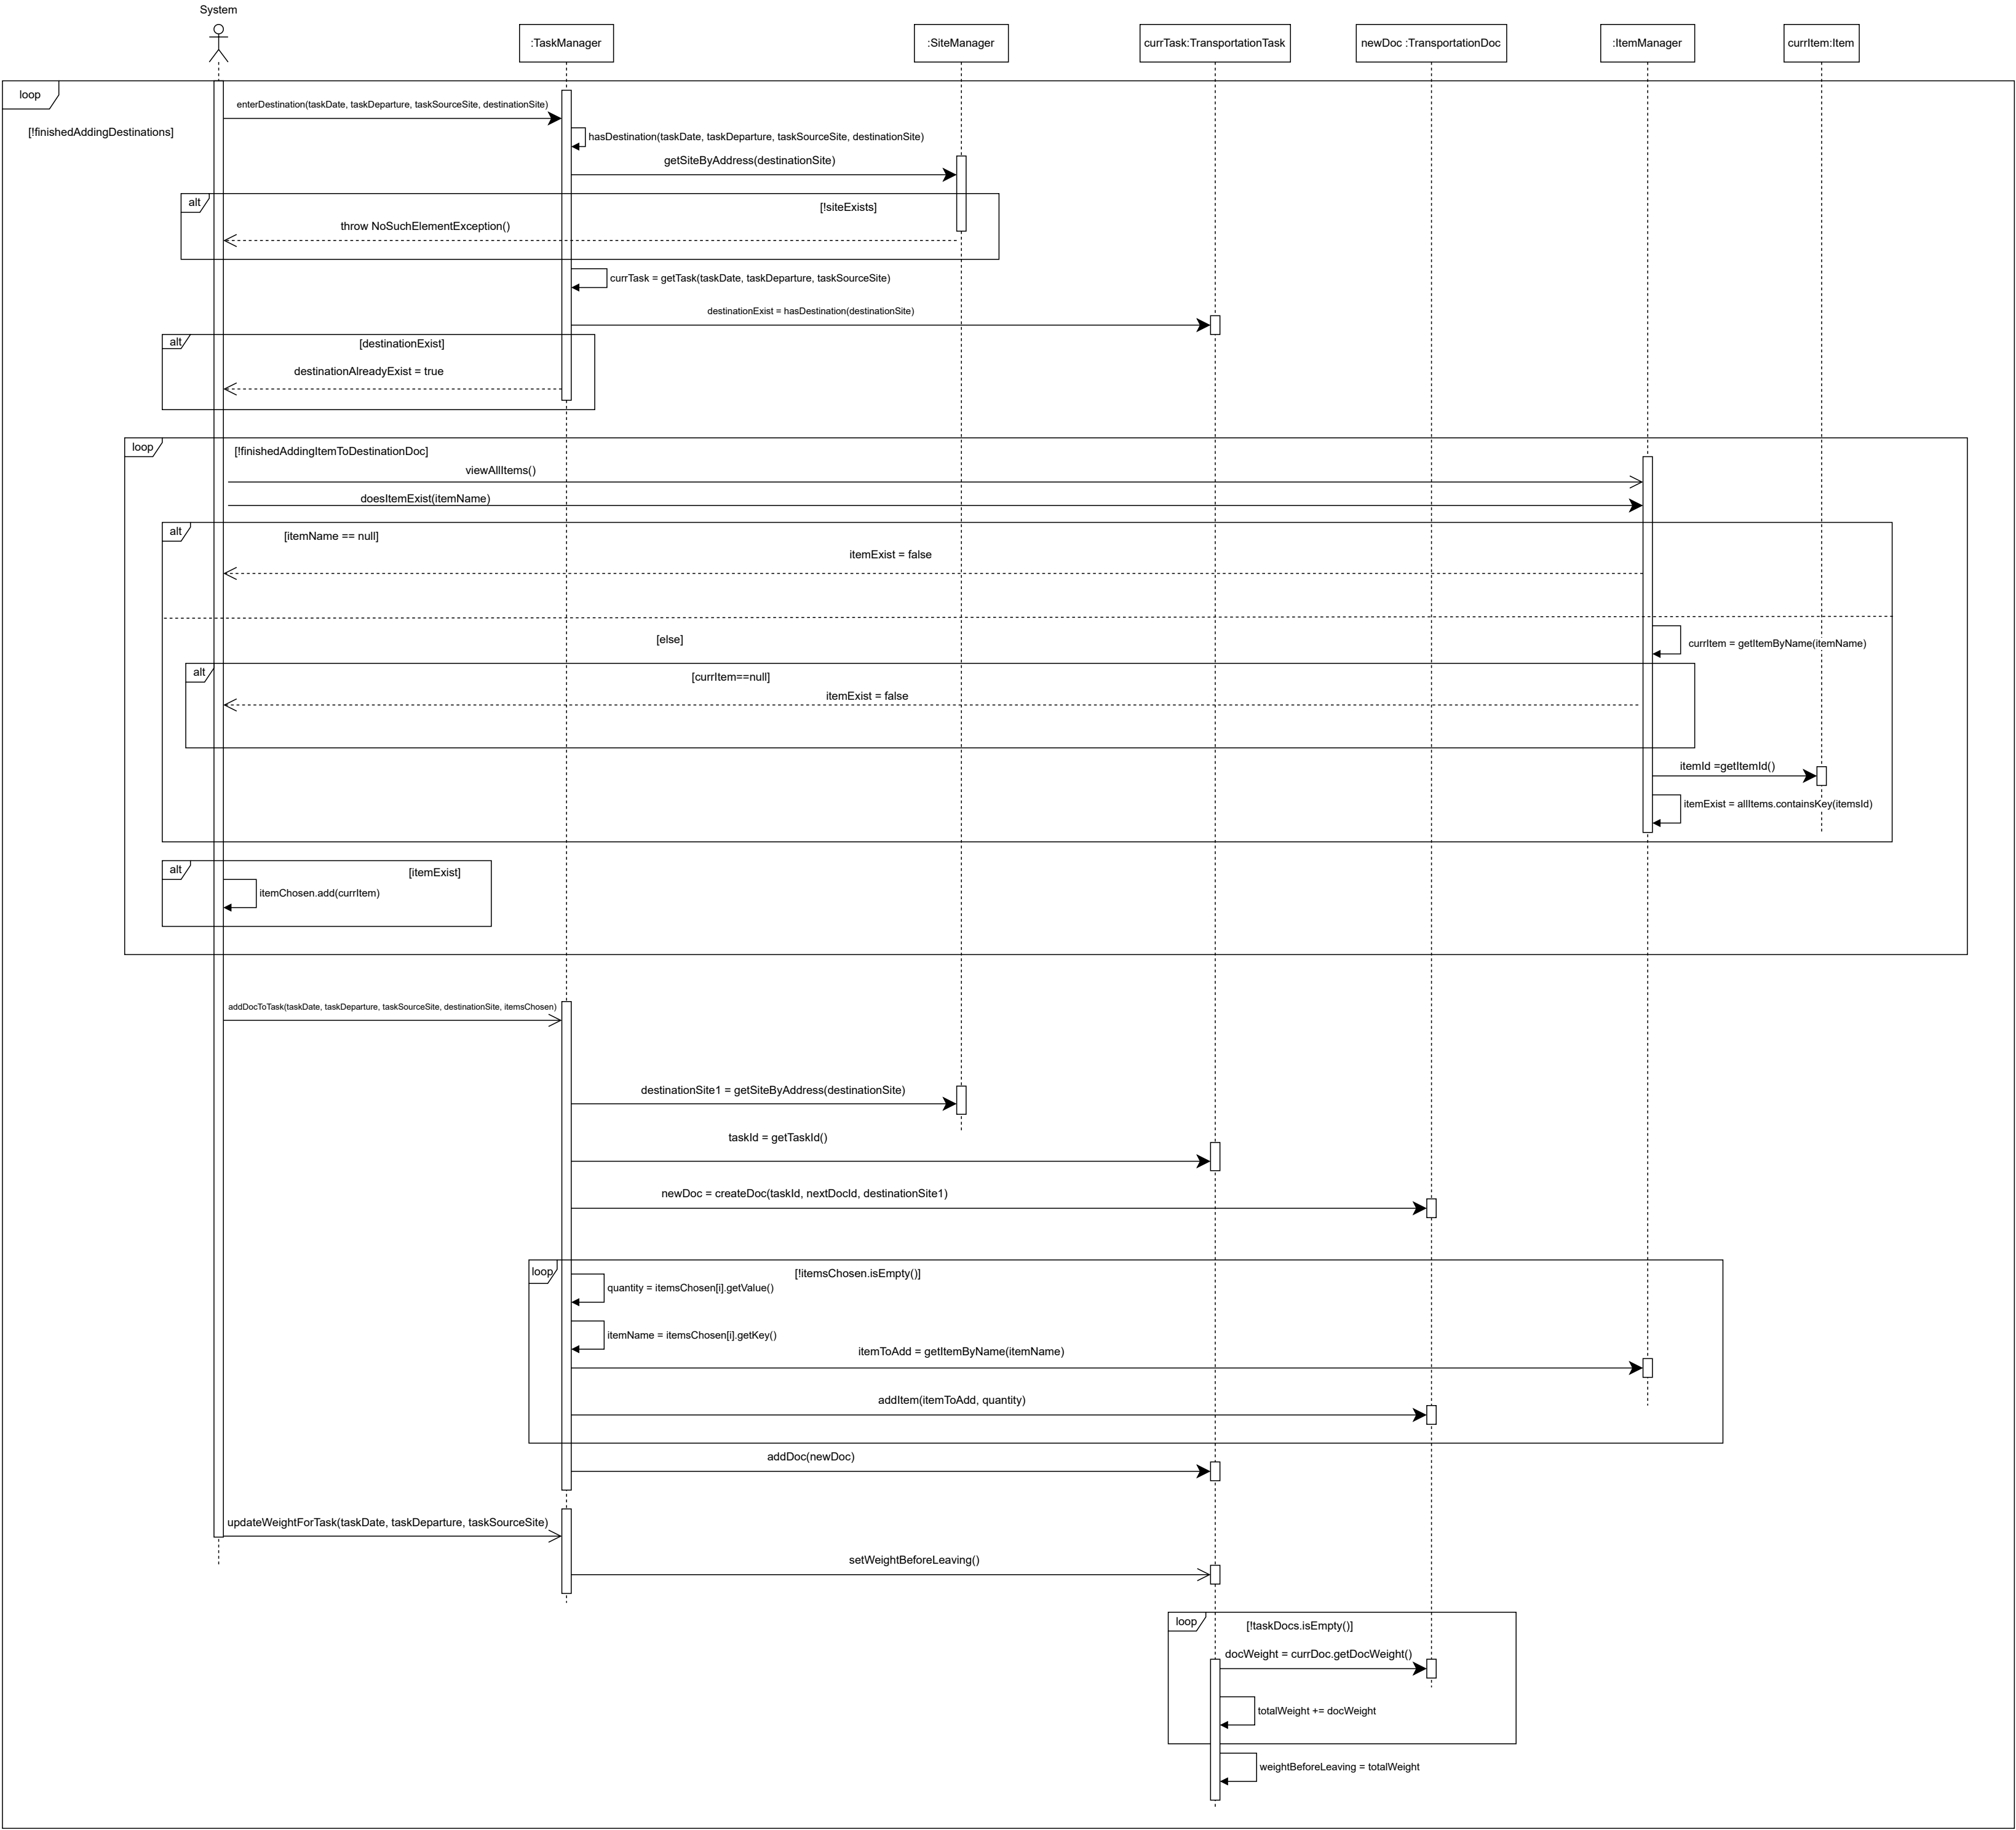 System
:TaskManager
:SiteManager
currTask:TransportationTask
newDoc :TransportationDoc
:ItemManager
currItem:Item
loop
[!finishedAddingDestinations]
enterDestination(taskDate, taskDeparture, taskSourceSite, destinationSite)
hasDestination(taskDate, taskDeparture, taskSourceSite, destinationSite)
getSiteByAddress(destinationSite)
alt
[!siteExists]
throw NoSuchElementException()
currTask = getTask(taskDate, taskDeparture, taskSourceSite)
destinationExist = hasDestination(destinationSite)
alt
[destinationExist]
destinationAlreadyExist = true
loop
[!finishedAddingItemToDestinationDoc]
viewAllItems()
doesItemExist(itemName)
alt
[itemName == null]
itemExist = false
[else]
currItem = getItemByName(itemName)
alt
[currItem==null]
itemExist = false
itemId =getItemId()
itemExist = allItems.containsKey(itemsId)
alt
[itemExist]
itemChosen.add(currItem)
addDocToTask(taskDate, taskDeparture, taskSourceSite, destinationSite, itemsChosen)
destinationSite1 = getSiteByAddress(destinationSite)
taskId = getTaskId()
newDoc = createDoc(taskId, nextDocId, destinationSite1)
loop
[!itemsChosen.isEmpty()]
quantity = itemsChosen[i].getValue()
itemName = itemsChosen[i].getKey()
itemToAdd = getItemByName(itemName)
addItem(itemToAdd, quantity)
addDoc(newDoc)
updateWeightForTask(taskDate, taskDeparture, taskSourceSite)
setWeightBeforeLeaving()
loop
[!taskDocs.isEmpty()]
docWeight = currDoc.getDocWeight()
totalWeight += docWeight
weightBeforeLeaving = totalWeight